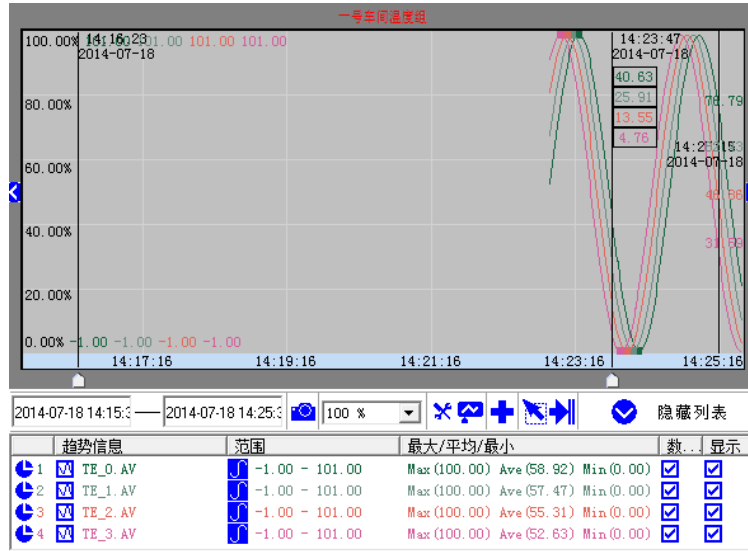 一号车间温度组
100.00% 101.00 101.00 101.00 101.00
14:16:23
2014-07-18
14:23:47
2014-07-18
40.63
25.91
13.55
4.76
80.00%
78.79
2014-07-18
60.00%
40.00%
20.00%
0.00% -1.00 -1.00 -1.00 -1.00
14:17:16 14:19:16 14:21:16 14:23:16 14:25:16
2014-07-18 14:15:3 2014-07-18 14:25:3 100 % 隐藏列表
趋势信息 范围 最大/平均/最小 数... 显示
1 TE_0.AV -1.00 - 101.00 Max(100.00) Ave(58.92) Min(0.00)
2 TE_1.AV -1.00 - 101.00 Max(100.00) Ave(57.47) Min(0.00)
3 TE_2.AV -1.00 - 101.00 Max(100.00) Ave(55.31) Min(0.00)
4 TE_3.AV -1.00 - 101.00 Max(100.00) Ave(52.63) Min(0.00)